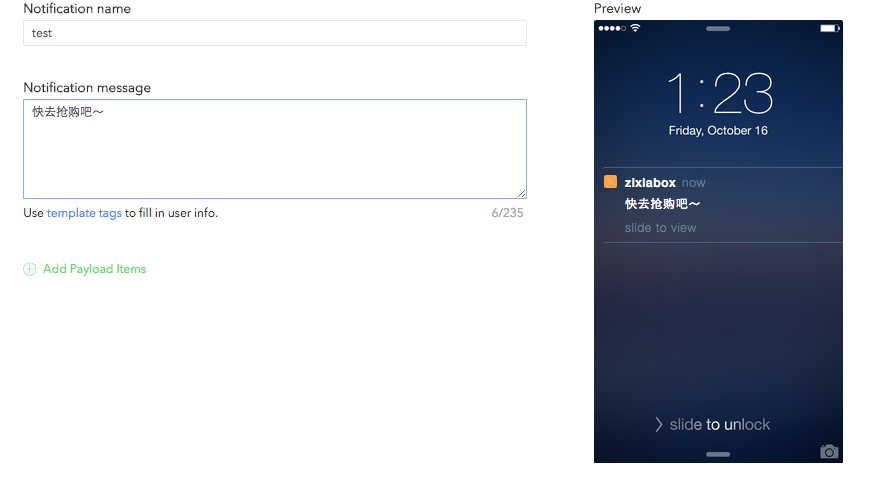 Notification name
test
Notification message
快去抢购吧～
Use template tags to fill in user info.
6/235
Add Payload Items
Preview
1:23
Friday, October 16
zixiabox now
快去抢购吧～
slide to view
slide to unlock